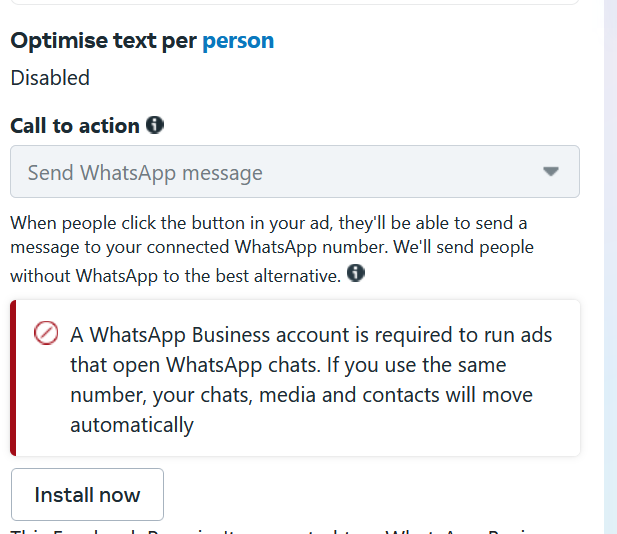 Optimise text per person
Disabled
Call to action
Send WhatsApp message
When people click the button in your ad, they'll be able to send a
message to your connected WhatsApp number. We'll send people
without WhatsApp to the best alternative.
A WhatsApp Business account is required to run ads
that open WhatsApp chats. If you use the same
number, your chats, media and contacts will move
automatically
Install now